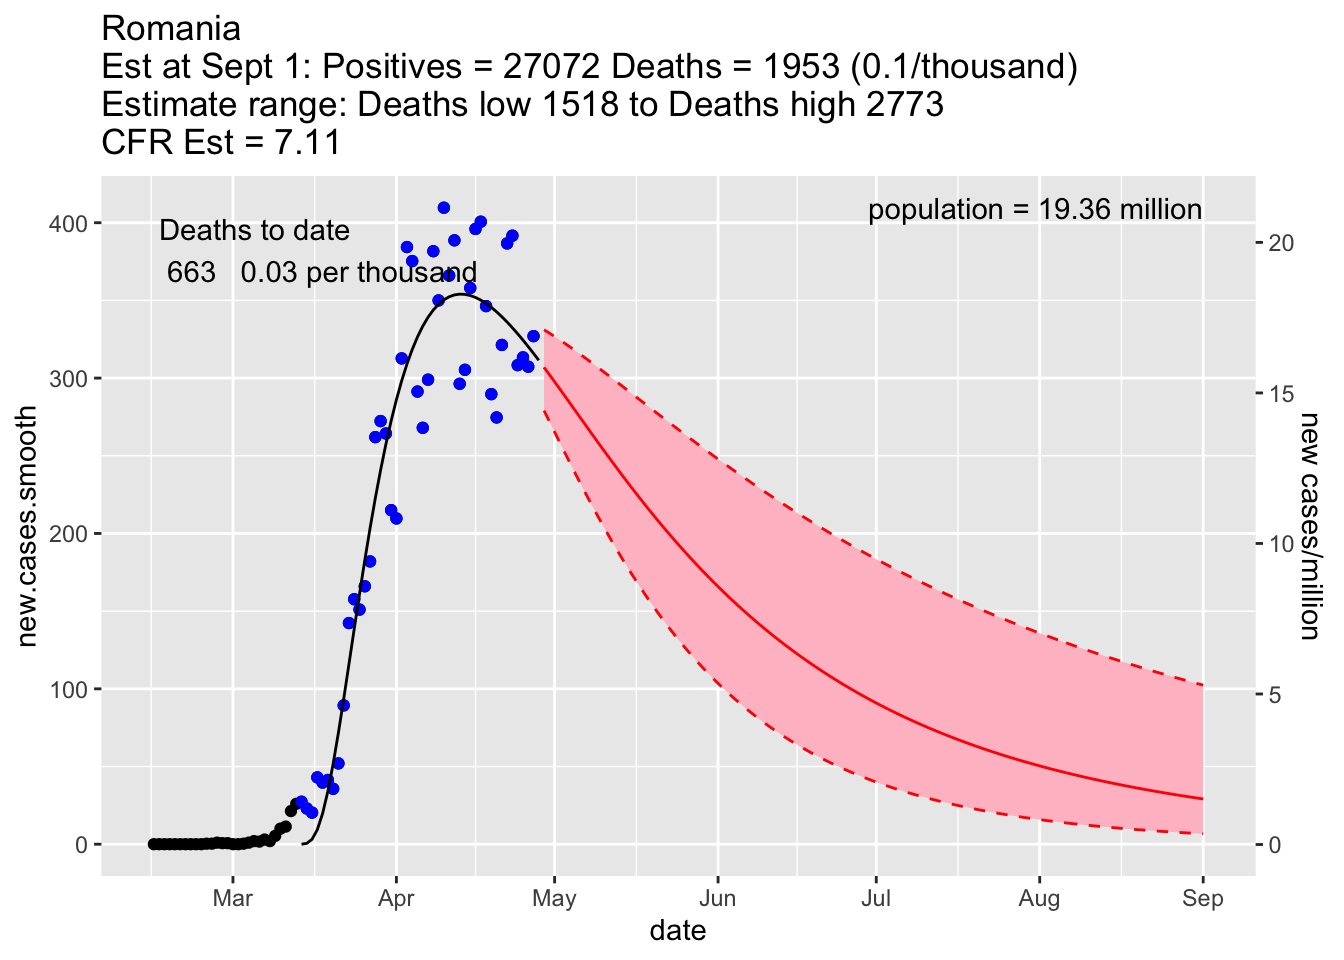 Romania
Est at Sept 1: Positives = 27072 Deaths = 1953 (0.1/thousand)
Estimate range: Deaths low 1518 to Deaths high 2773
CFR Est = 7.11
Deaths to date
663 0.03 per thousand
population = 19.36 million
400
300
200
100
0
new.cases.smooth
20
15
10
5
0
new cases/million
Mar Apr May Jun Jul Aug Sep
date